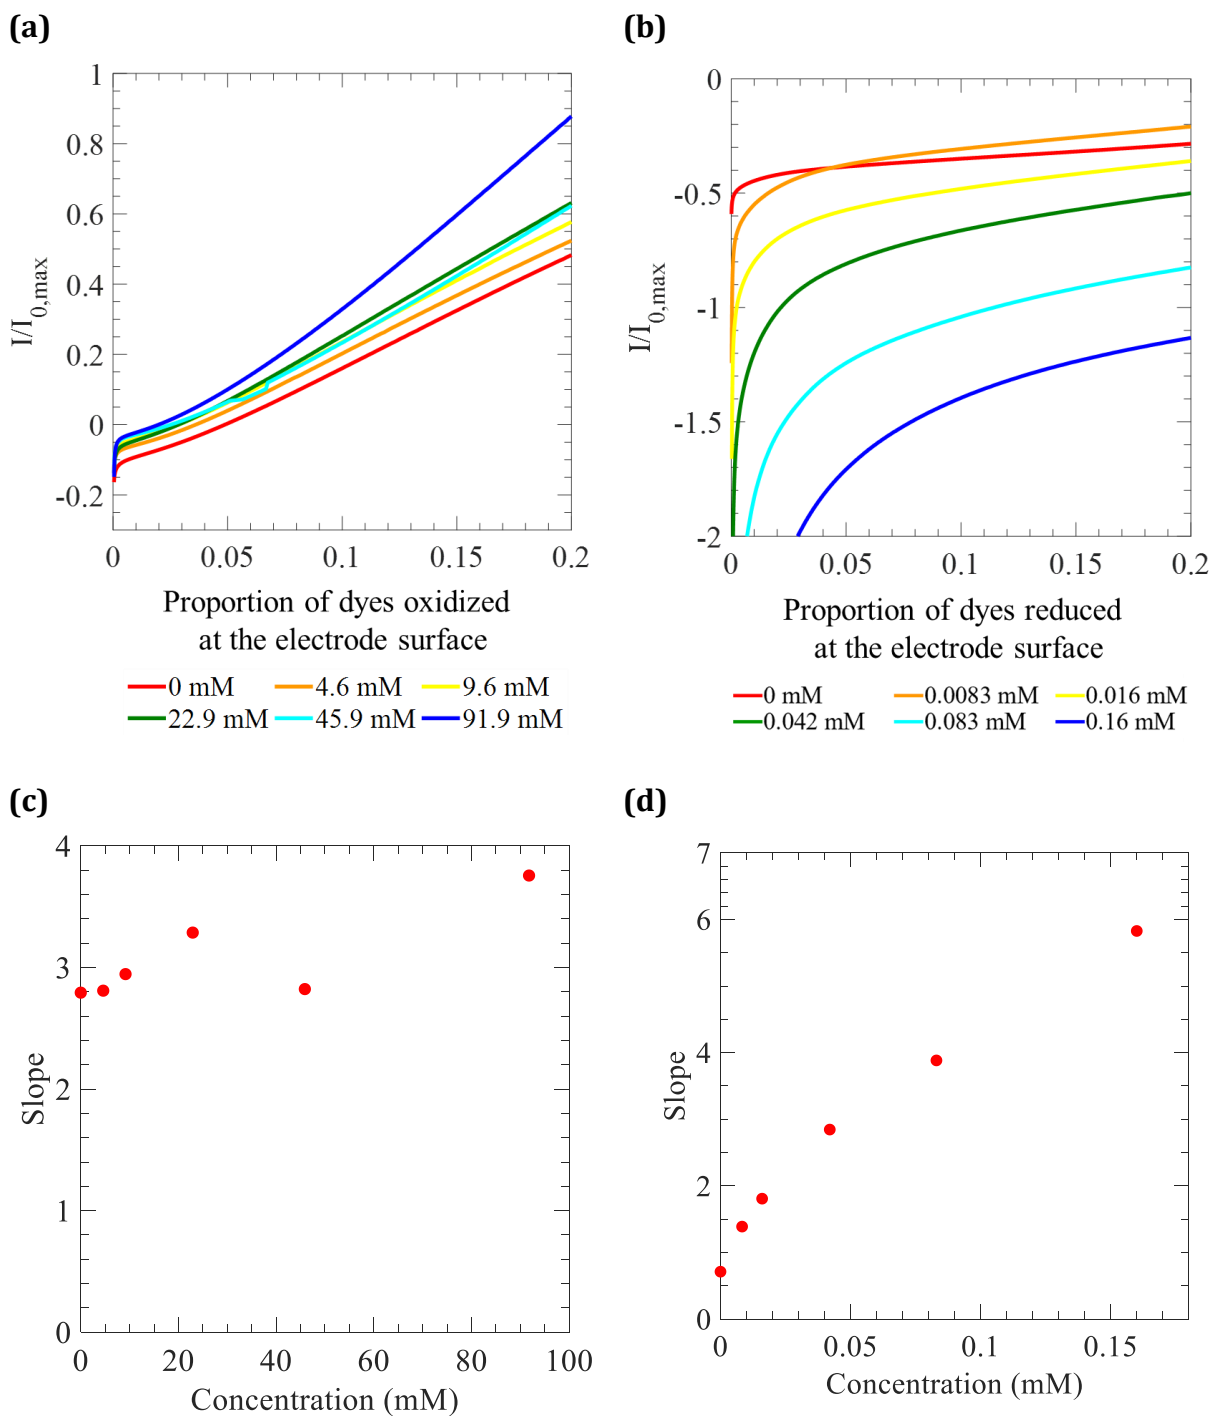 (a)
1
0.8
0.6
0.4
0.2
0
-0.2
I/I0,max
0 0.05 0.1 0.15 0.2
Proportion of dyes oxidized
at the electrode surface
0 mM 4.6 mM 9.6 mM
22.9 mM 45.9 mM 91.9 mM
(b)
0
-0.5
-1
-1.5
-2
I/I0,max
0 0.05 0.1 0.15 0.2
Proportion of dyes reduced
at the electrode surface
0 mM 0.0083 mM 0.016 mM
0.042 mM 0.083 mM 0.16 mM
(c)
4
3
2
1
0
Slope
0 20 40 60 80 100
Concentration (mM)
(d)
7
6
4
2
0
Slope
0 0.05 0.1 0.15
Concentration (mM)